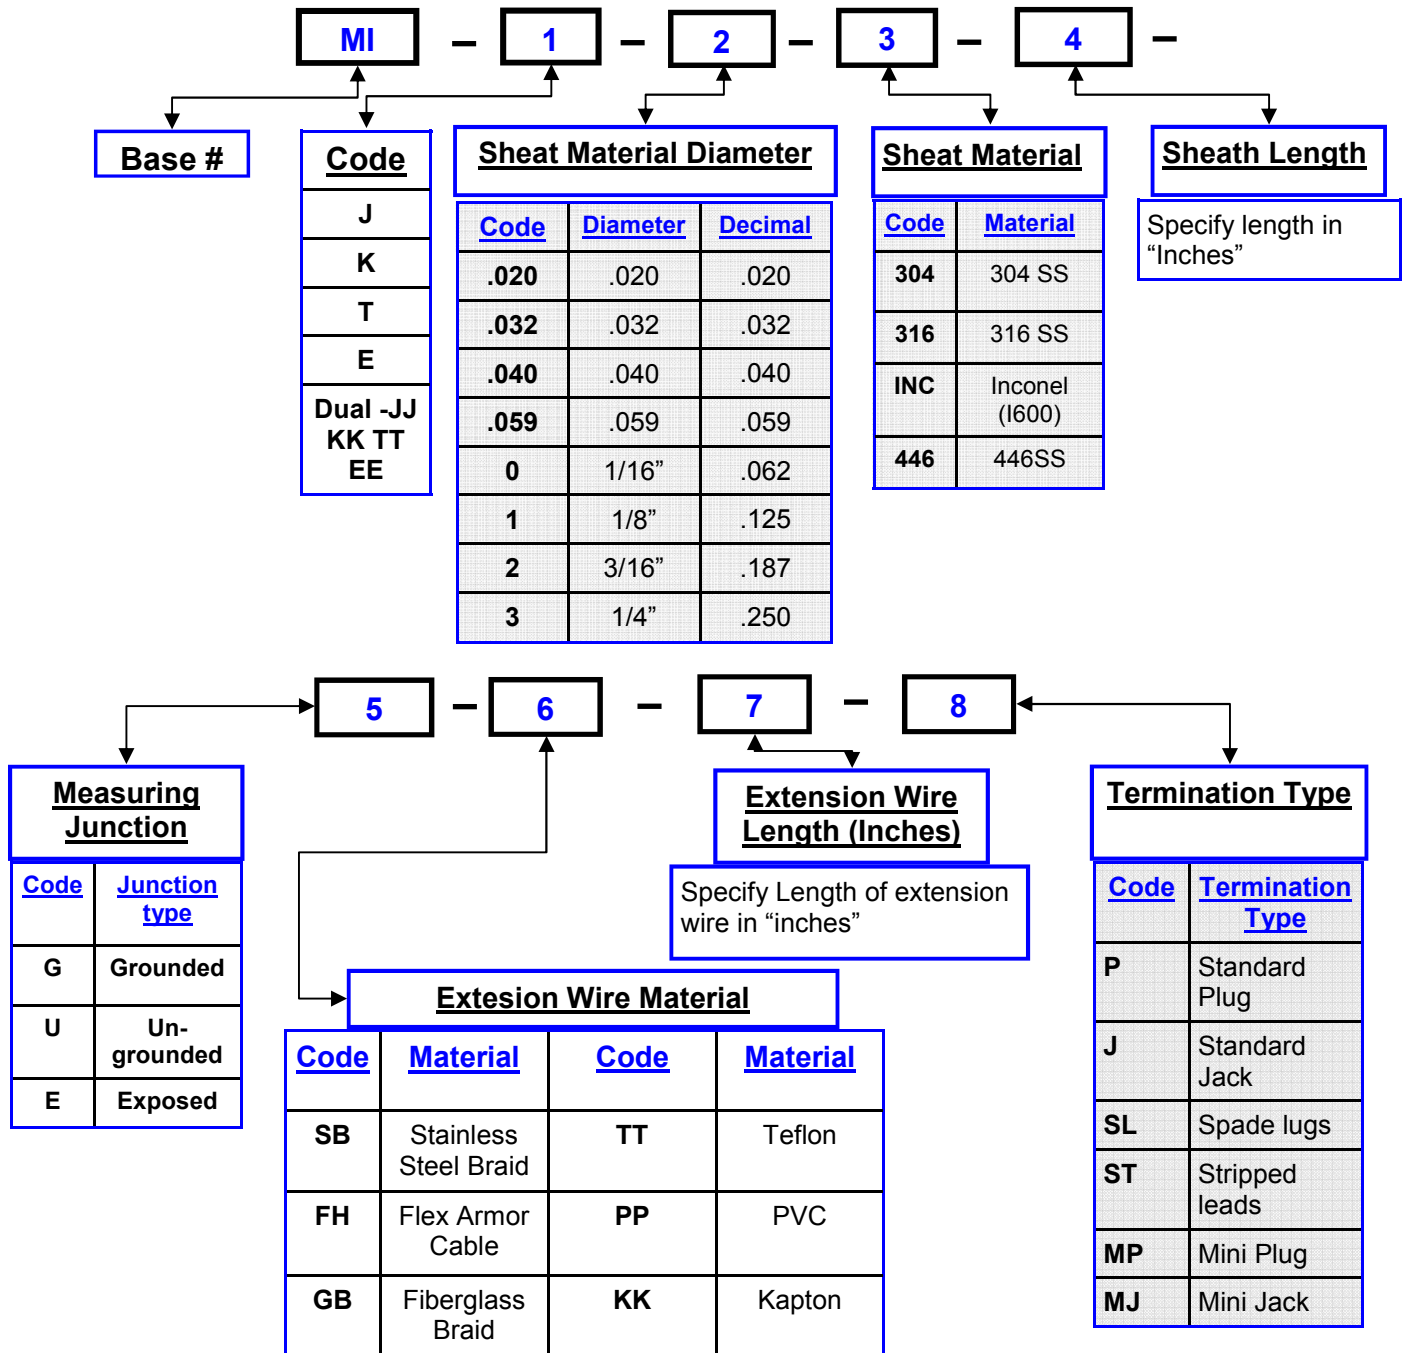 MI – 1 – 2 – 3 – 4 –
Base #
Code
J
K
T
E
Dual -JJ
KK TT
EE
Sheat Material Diameter
Code Diameter Decimal
.020 .020 .020
.032 .032 .032
.040 .040 .040
.059 .059 .059
0 1/16” .062
1 1/8” .125
2 3/16” .187
3 1/4” .250
Sheat Material
Code Material
304 304 SS
316 316 SS
INC Inconel
(I600)
446 446SS
Sheath Length
Specify length in
“Inches”
5 – 6 – 7 – 8
Measuring
Junction
Code Junction
type
G Grounded
U Un-
grounded
E Exposed
Extesion Wire Material
Code Material Code Material
SB Stainless
Steel Braid
TT Teflon
FH Flex Armor
Cable
PP PVC
GB Fiberglass
Braid
KK Kapton
Extension Wire
Length (Inches)
Specify Length of extension
wire in “inches”
Termination Type
Code Termination
Type
P Standard
Plug
J Standard
Jack
SL Spade lugs
ST Stripped
leads
MP Mini Plug
MJ Mini Jack